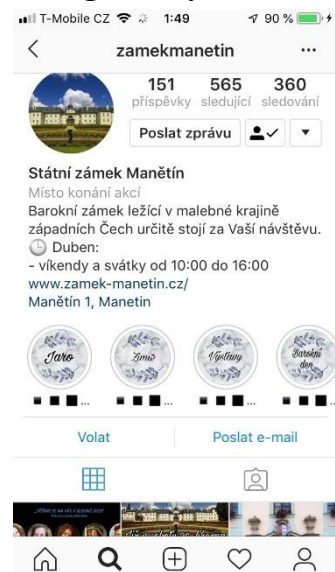 T-Mobile CZ 1:49 90 %
zamekmanetin
151 565 360
příspěvky sledující sledování
Poslat zprávu
Státní zámek Manětín
Místo konání akcí
Barokní zámek ležící v malebné krajině
západních Čech určitě stojí za Vaší návštěvu.
Duben:
- víkendy a svátky od 10:00 do 16:00
www.zamek-manetin.cz/
Manětín 1, Manetin
Jaro Zima Výstavy Barokní
den
Volat Poslat e-mail